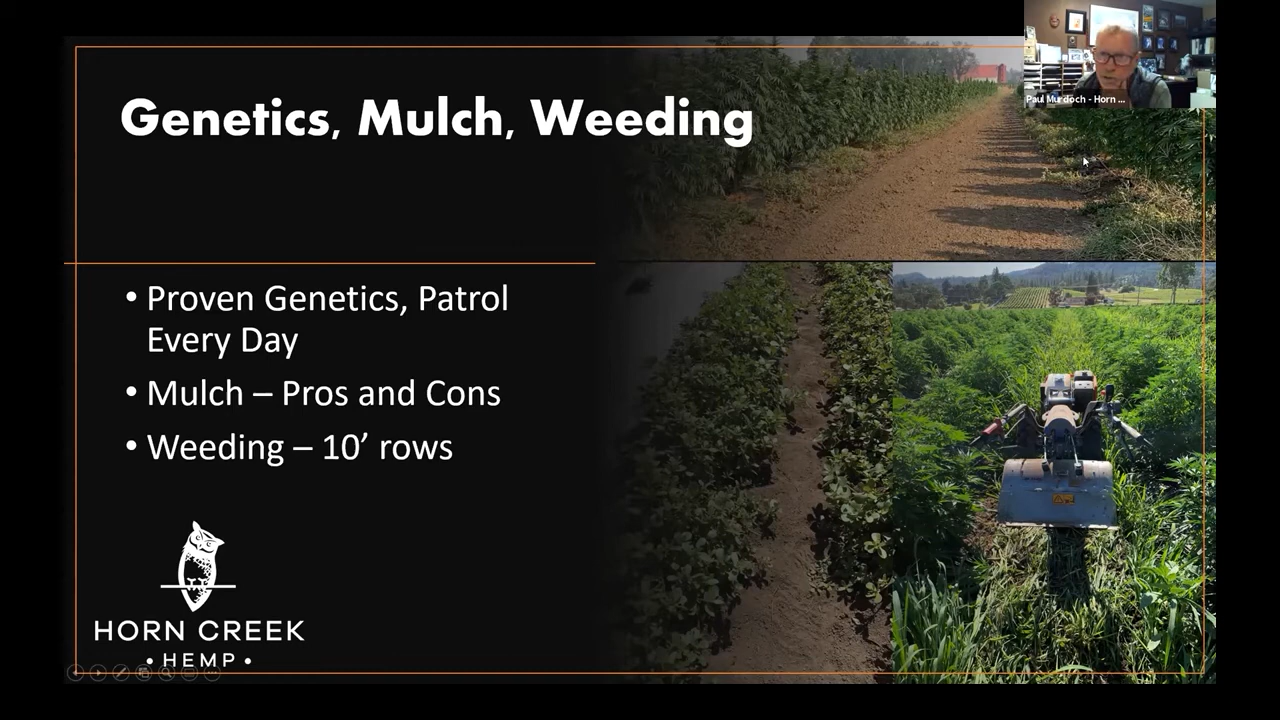 Paul Murdoch - Horn ...
Genetics, Mulch, Weeding
• Proven Genetics, Patrol
Every Day
• Mulch – Pros and Cons
• Weeding – 10’ rows
HORN CREEK
• HEMP •